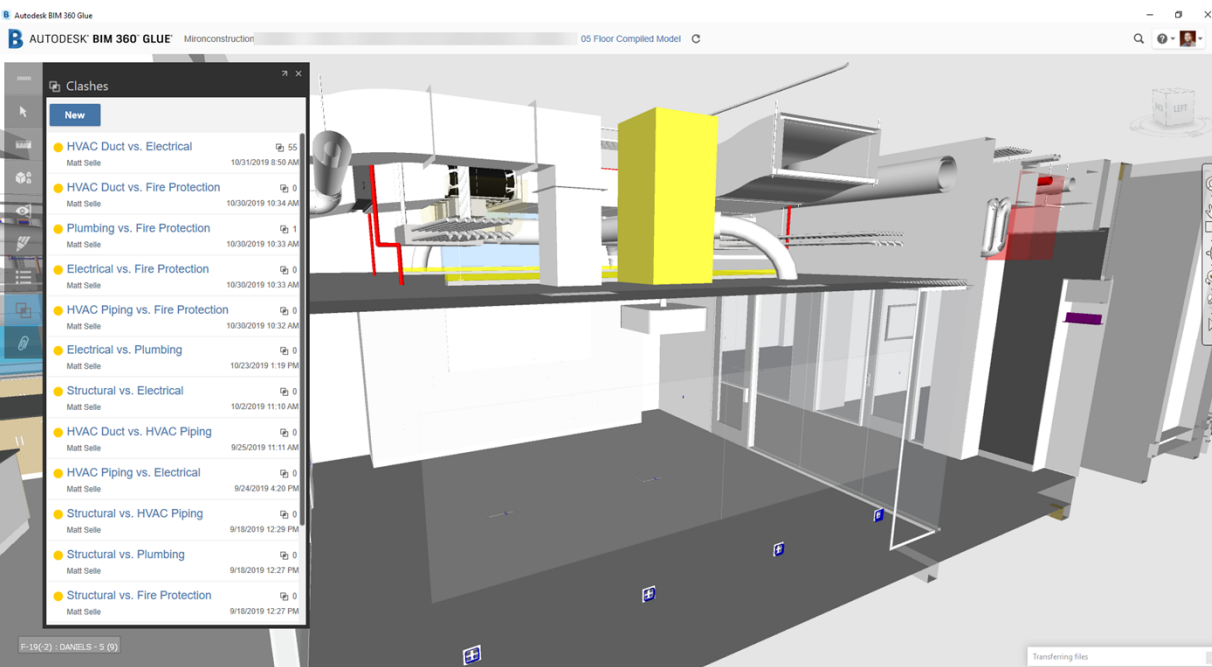 Autodesk BIM 360 Glue
AUTODESK® BIM 360® GLUE® Mironconstruction 05 Floor Compiled Model
Clashes
New
HVAC Duct vs. Electrical 55
Matt Selle 10/31/2019 8:50 AM
HVAC Duct vs. Fire Protection 0
Matt Selle 10/30/2019 10:34 AM
Plumbing vs. Fire Protection 1
Matt Selle 10/30/2019 10:33 AM
Electrical vs. Fire Protection 0
Matt Selle 10/30/2019 10:33 AM
HVAC Piping vs. Fire Protection 0
Matt Selle 10/30/2019 10:32 AM
Electrical vs. Plumbing 0
Matt Selle 10/23/2019 1:19 PM
Structural vs. Electrical 0
Matt Selle 10/2/2019 11:10 AM
HVAC Duct vs. HVAC Piping 0
Matt Selle 9/25/2019 11:11 AM
HVAC Piping vs. Electrical 0
Matt Selle 9/24/2019 4:20 PM
Structural vs. HVAC Piping 0
Matt Selle 9/18/2019 12:29 PM
Structural vs. Plumbing 0
Matt Selle 9/18/2019 12:27 PM
Structural vs. Fire Protection 0
Matt Selle 9/18/2019 12:27 PM
LEFT
F-19(-2) : DANIELS - 5 (9)
Transferring files